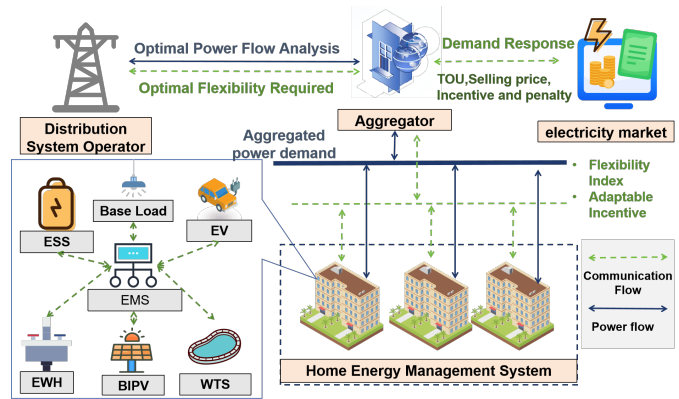 Optimal Power Flow Analysis
Optimal Flexibility Required
Demand Response
TOU,Selling price,
Incentive and penalty
Distribution
System Operator
Aggregator
electricity market
Aggregated
power demand
• Flexibility
Index
• Adaptable
Incentive
Base Load
ESS
EV
EMS
EWH
BIPV
WTS
Communication
Flow
Power flow
Home Energy Management System